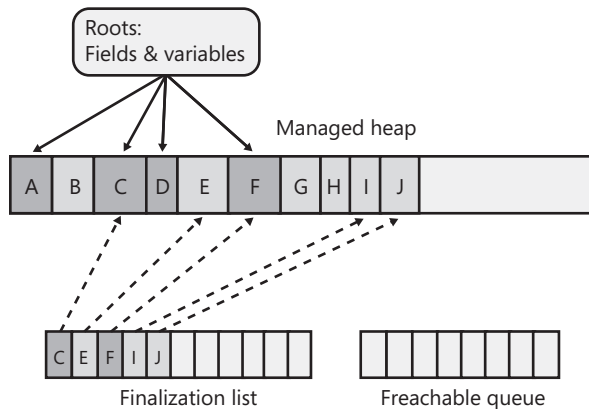 Roots:
Fields & variables
Managed heap
A B C D E F G H I J
C E F I J
Finalization list
Freachable queue